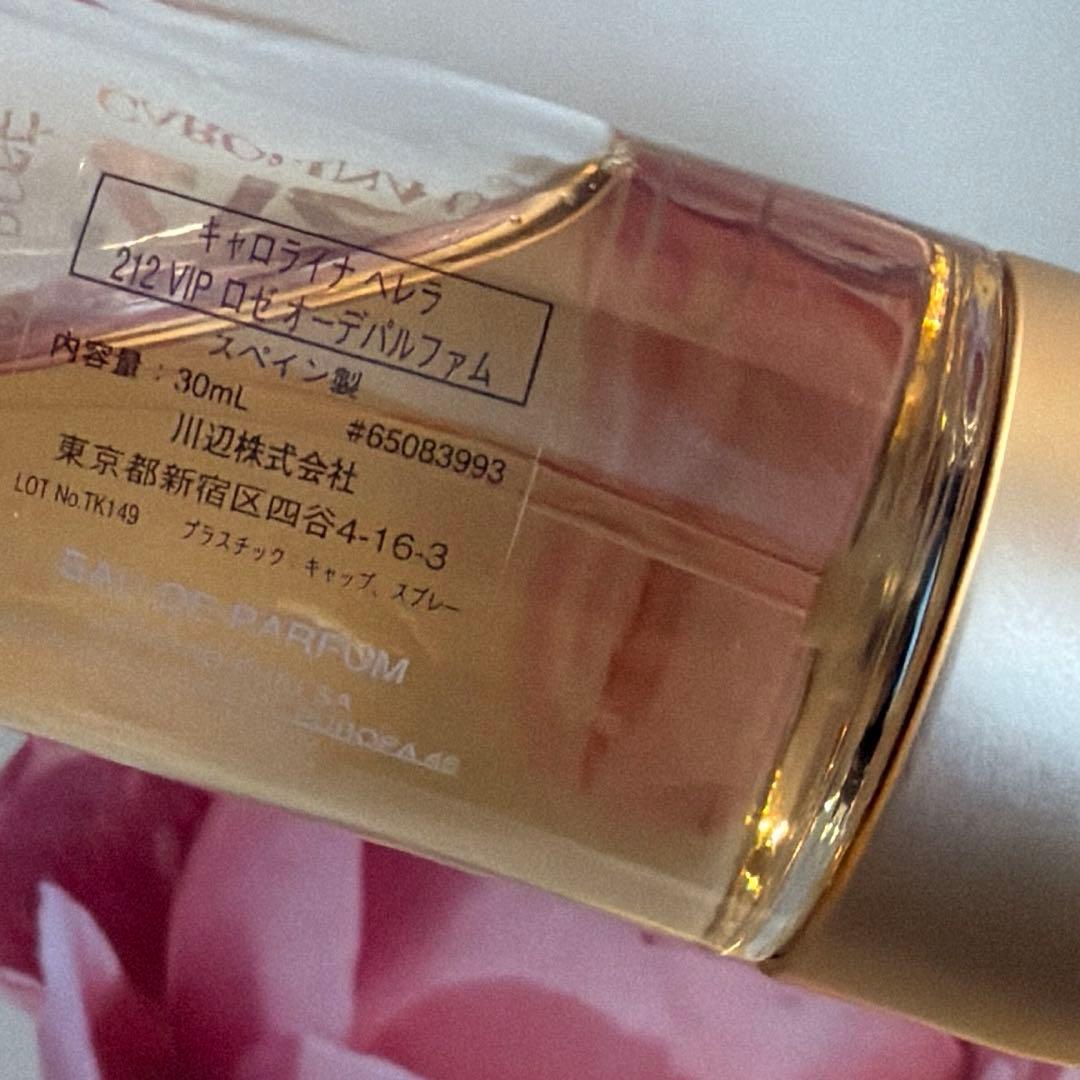 キャロライナ ヘレラ
212 VIP ロゼ オーデパルファム
スペイン製
内容量：30mL
#65083993
川辺株式会社
東京都新宿区四谷4-16-3
LOT No.TK149
プラスチック：キャップ、スプレー
EAU DE PARFUM